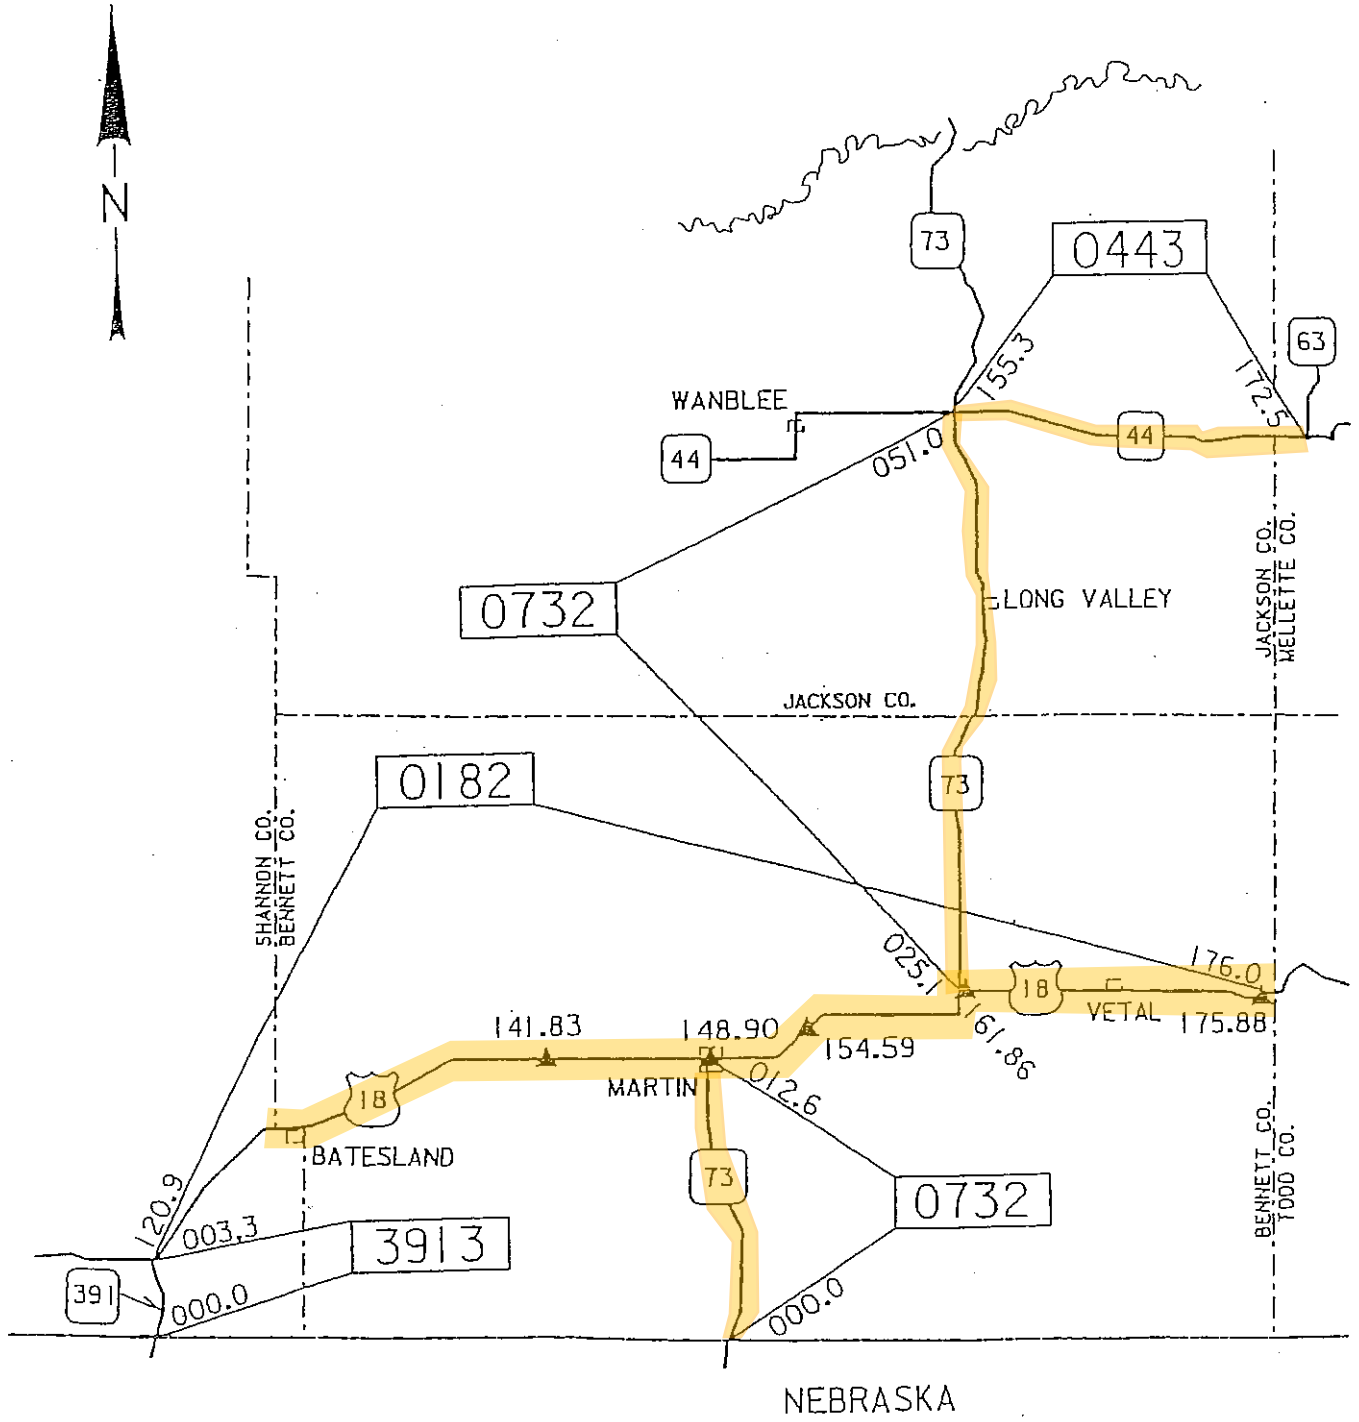 N
73
0443
63
155.3
172.5
WANBLEE
44
44
051.0
JACKSON CO.
MELLETTE CO.
0732
LONG VALLEY
JACKSON CO.
0182
73
SHANNON CO.
BENNETT CO.
025.1
176.0
18
VETAL
175.88
141.83
148.90
154.59
161.86
MARTIN
012.6
18
BATESLAND
73
0732
BENNETT CO.
TODD CO.
120.9
003.3
3913
391
000.0
000.0
NEBRASKA